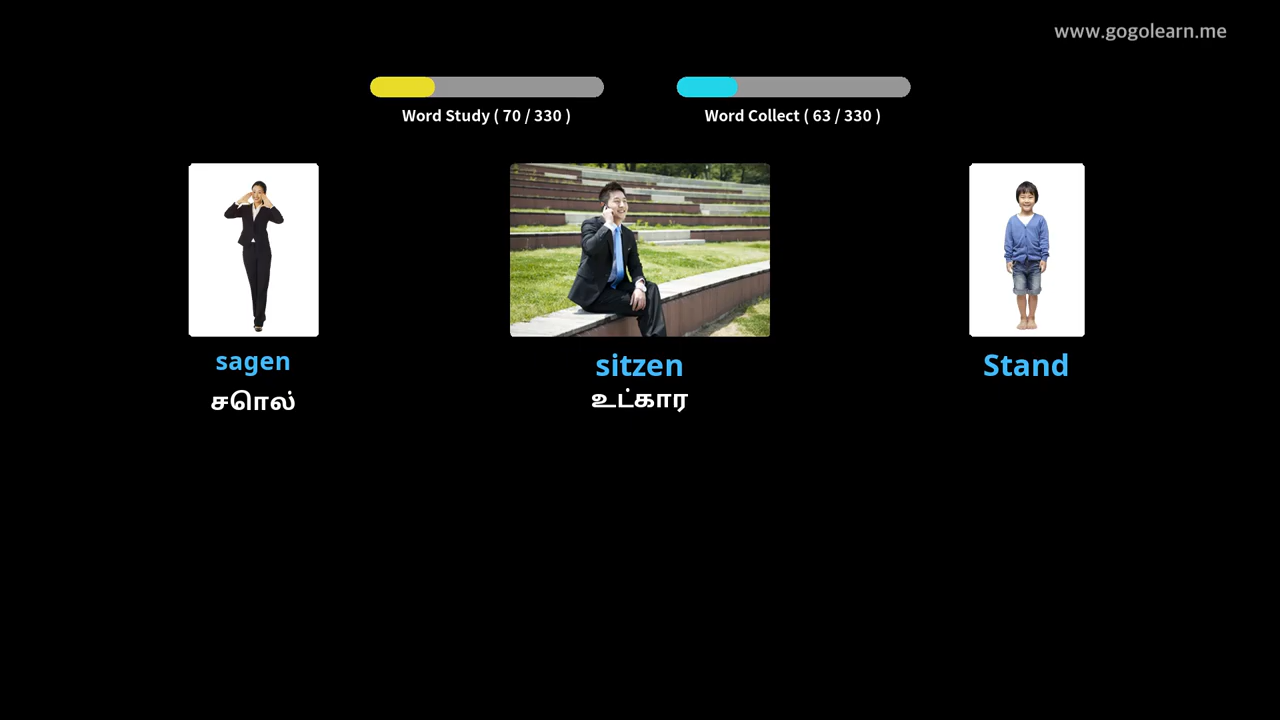 www.gogolearn.me
Word Study ( 70 / 330 )
Word Collect ( 63 / 330 )
sagen
சொல்
sitzen
உட்கார
Stand